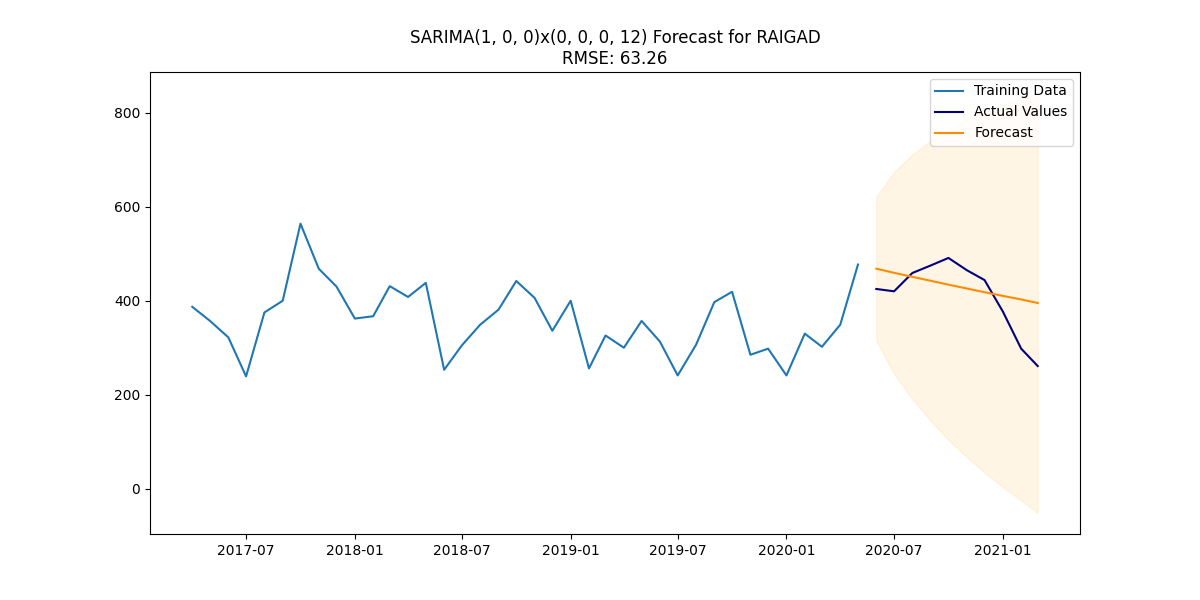 SARIMA(1, 0, 0)x(0, 0, 0, 12) Forecast for RAIGAD
RMSE: 63.26
Training Data
Actual Values
Forecast
800
600
400
200
0
2017-07
2018-01
2018-07
2019-01
2019-07
2020-01
2020-07
2021-01